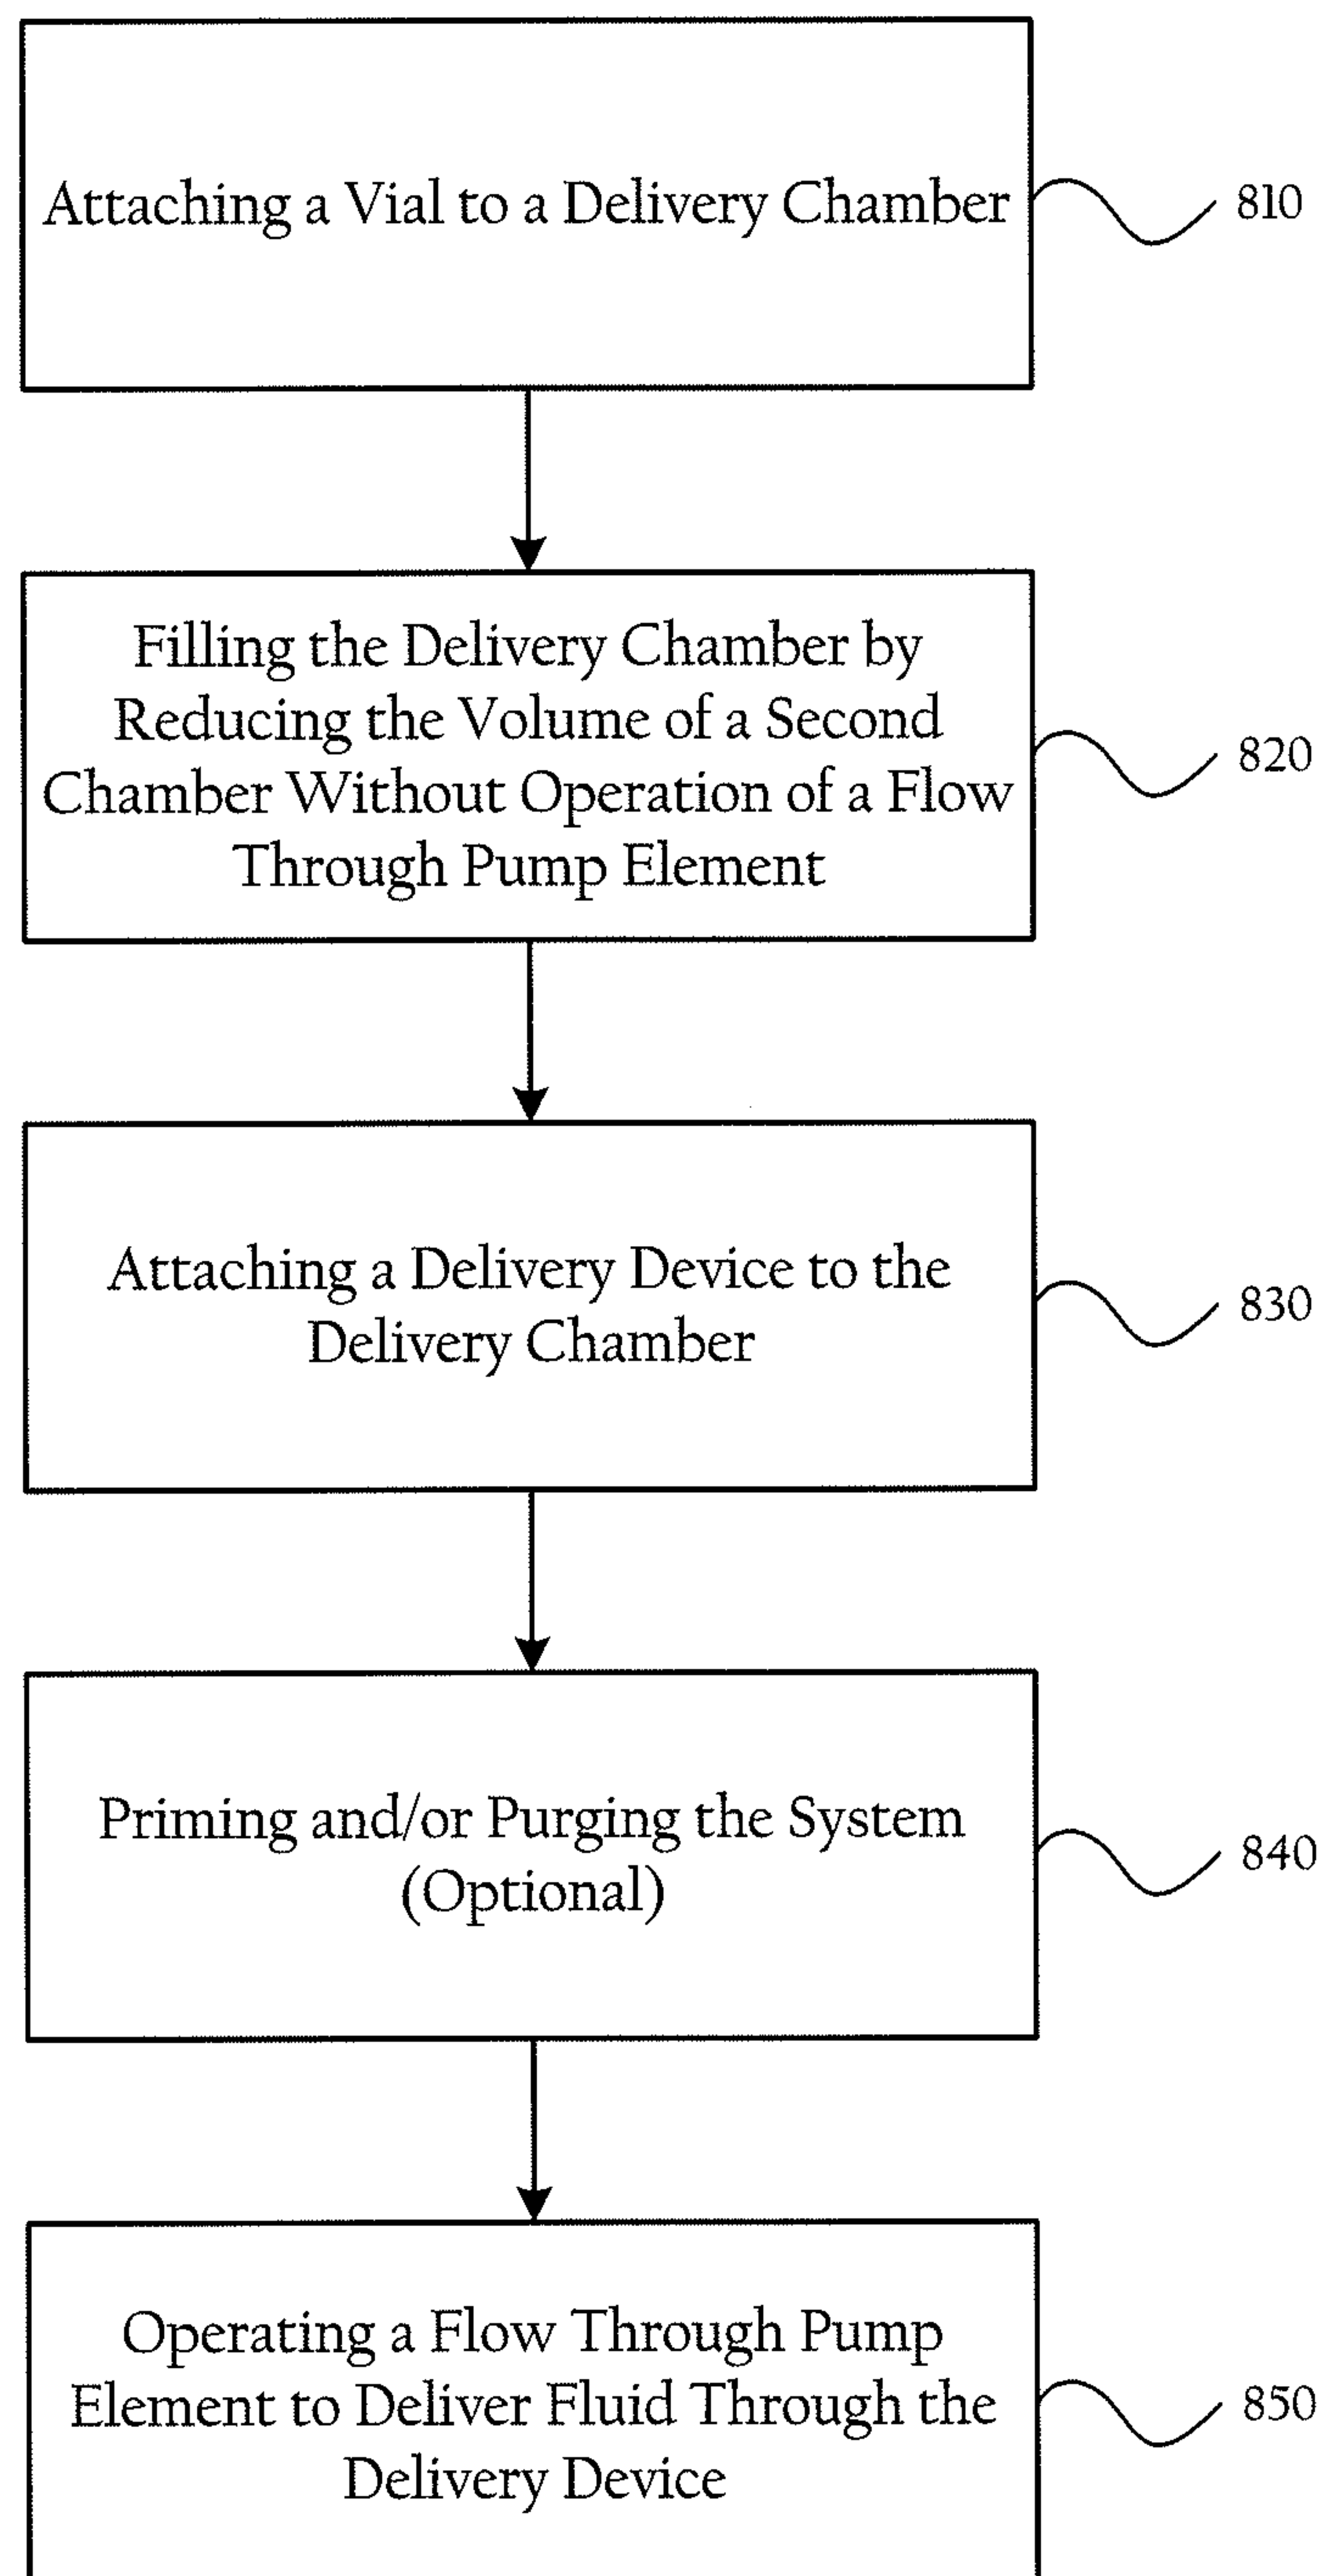 Attaching a Vial to a Delivery Chamber
810
Filling the Delivery Chamber by
Reducing the Volume of a Second
Chamber Without Operation of a Flow
Through Pump Element
820
Attaching a Delivery Device to the
Delivery Chamber
830
Priming and/or Purging the System
(Optional)
840
Operating a Flow Through Pump
Element to Deliver Fluid Through the
Delivery Device
850